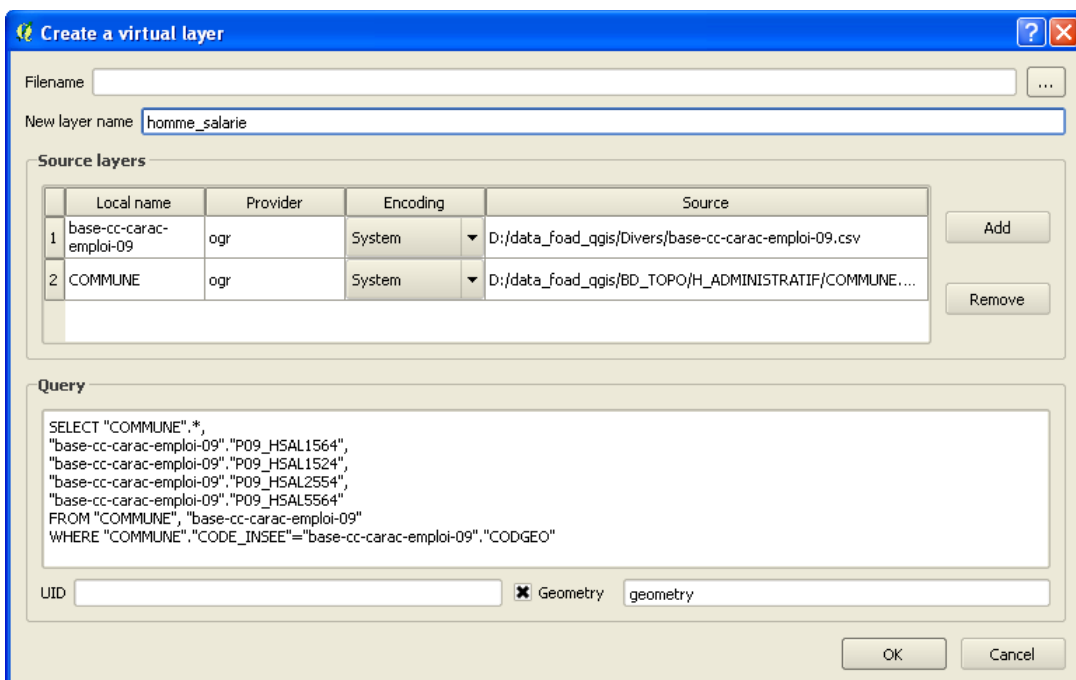 Create a virtual layer
Filename
...
New layer name homme_salarie
Source layers
Local name Provider Encoding Source
1 base-cc-carac-
emploi-09 ogr System D:/data_foad_qgis/Divers/base-cc-carac-emploi-09.csv
2 COMMUNE ogr System D:/data_foad_qgis/BD_TOPO/H_ADMINISTRATIF/COMMUNE....
Add
Remove
Query
SELECT "COMMUNE".*,
"base-cc-carac-emploi-09"."P09_HSAL1564",
"base-cc-carac-emploi-09"."P09_HSAL1524",
"base-cc-carac-emploi-09"."P09_HSAL2554",
"base-cc-carac-emploi-09"."P09_HSAL5564"
FROM "COMMUNE", "base-cc-carac-emploi-09"
WHERE "COMMUNE"."CODE_INSEE"="base-cc-carac-emploi-09"."CODGEO"
UID Geometry geometry
OK Cancel